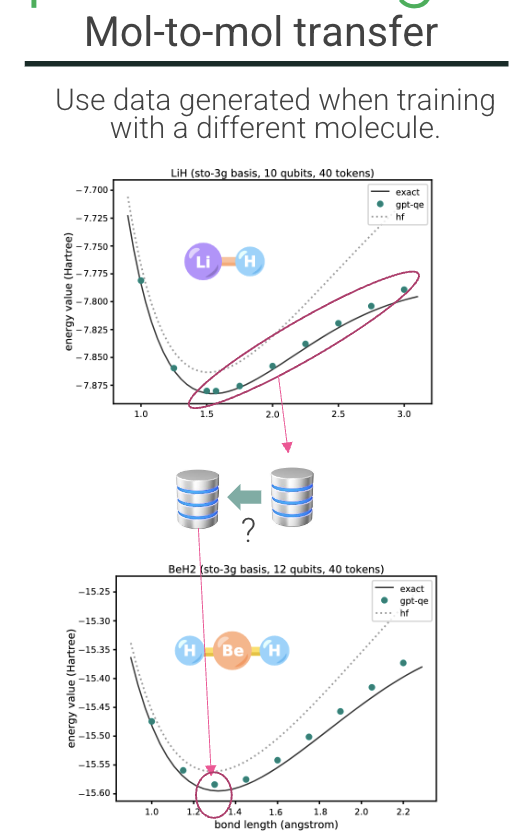 Mol-to-mol transfer
Use data generated when training
with a different molecule.
LiH (sto-3g basis, 10 qubits, 40 tokens)
exact
gpt-qe
hf
energy value (Hartree)
−7.700
−7.725
−7.750
−7.775
−7.800
−7.825
−7.850
−7.875
Li H
1.0 1.5 2.0 2.5 3.0
?
BeH2 (sto-3g basis, 12 qubits, 40 tokens)
exact
gpt-qe
hf
energy value (Hartree)
−15.25
−15.30
−15.35
−15.40
−15.45
−15.50
−15.55
−15.60
H Be H
1.0 1.2 1.4 1.6 1.8 2.0 2.2
bond length (angstrom)